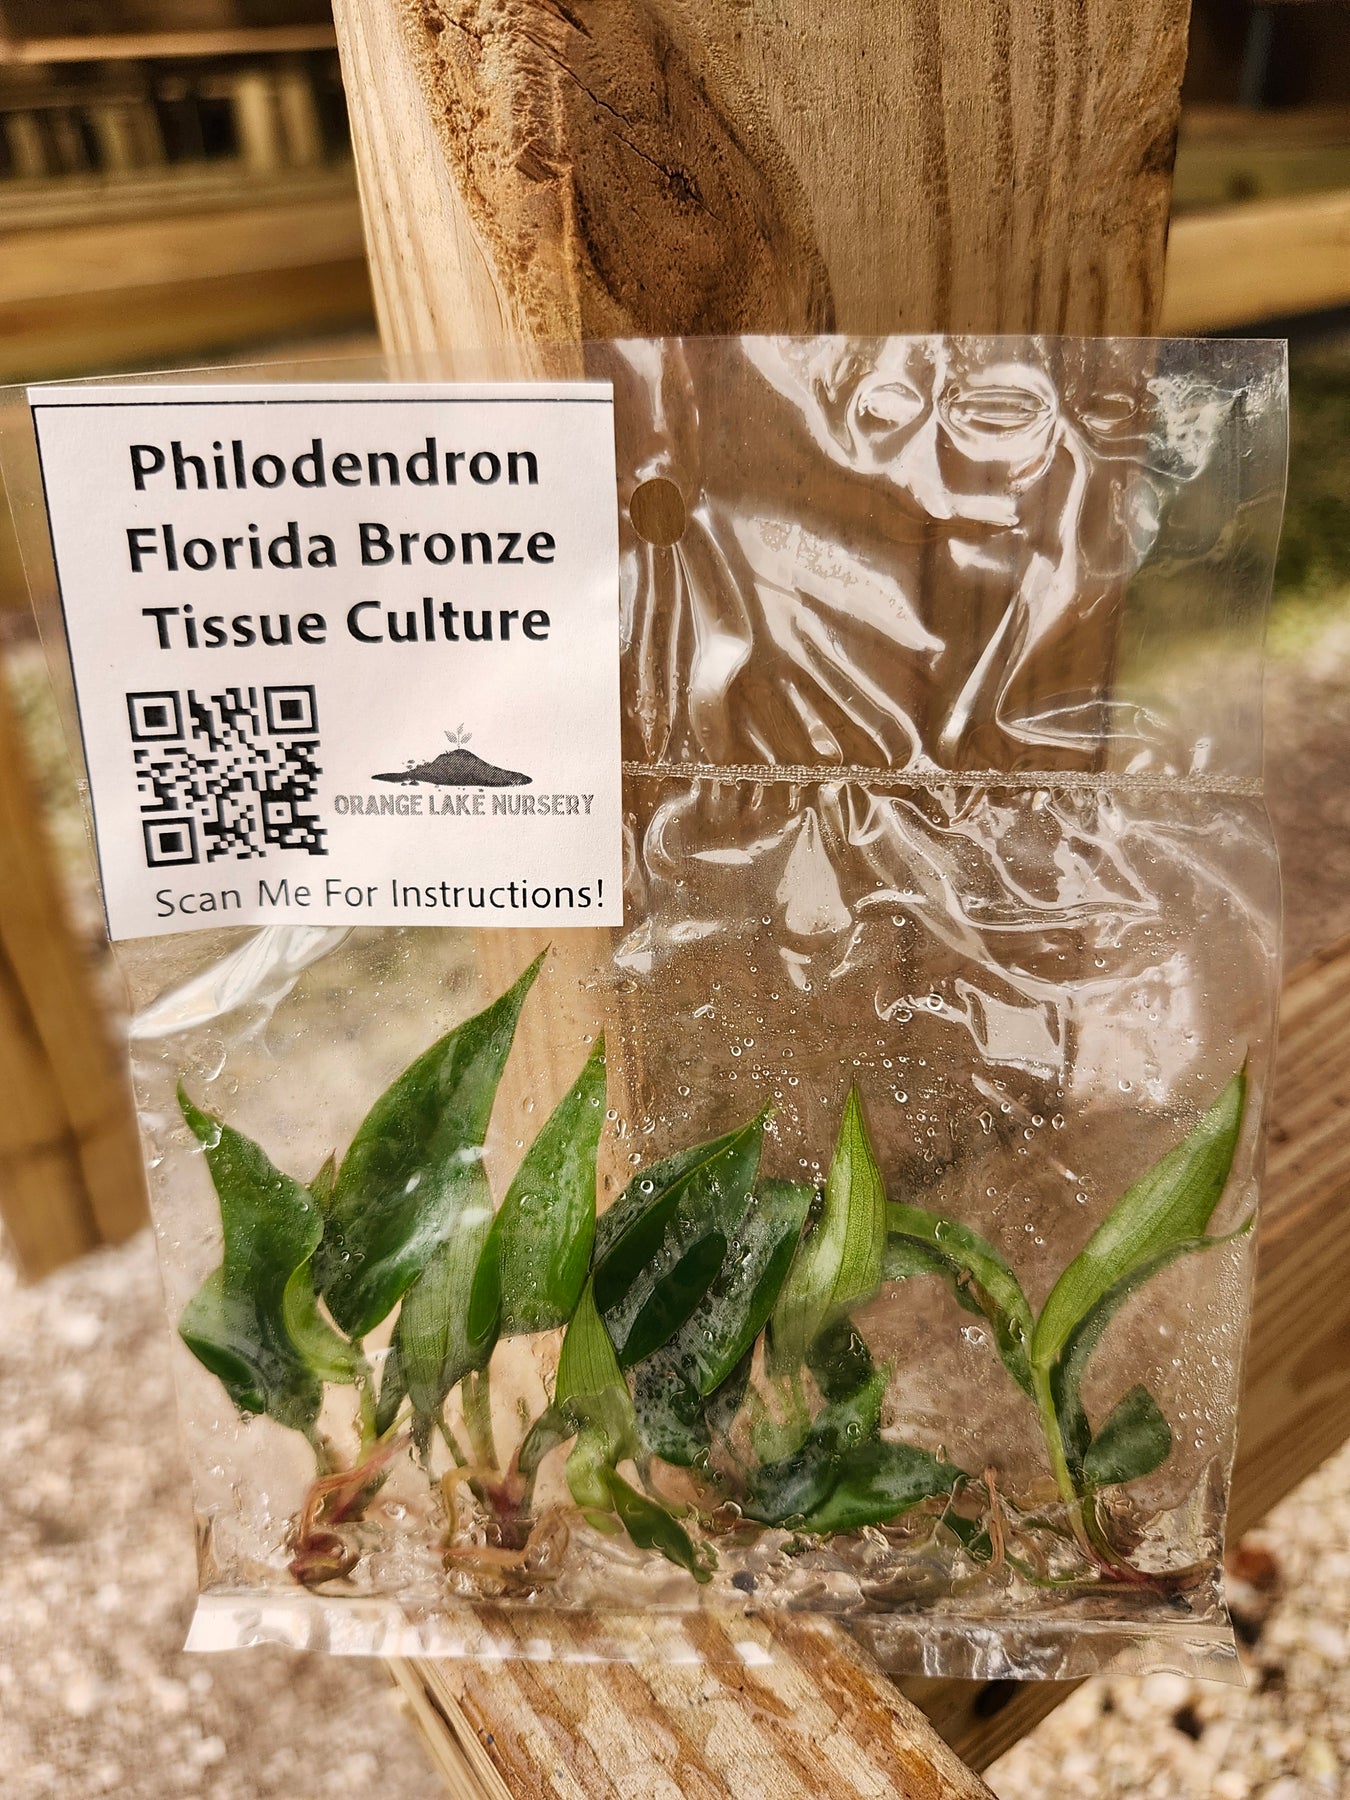 Philodendron
Florida Bronze
Tissue Culture
ORANGE LAKE NURSERY
Scan Me For Instructions!